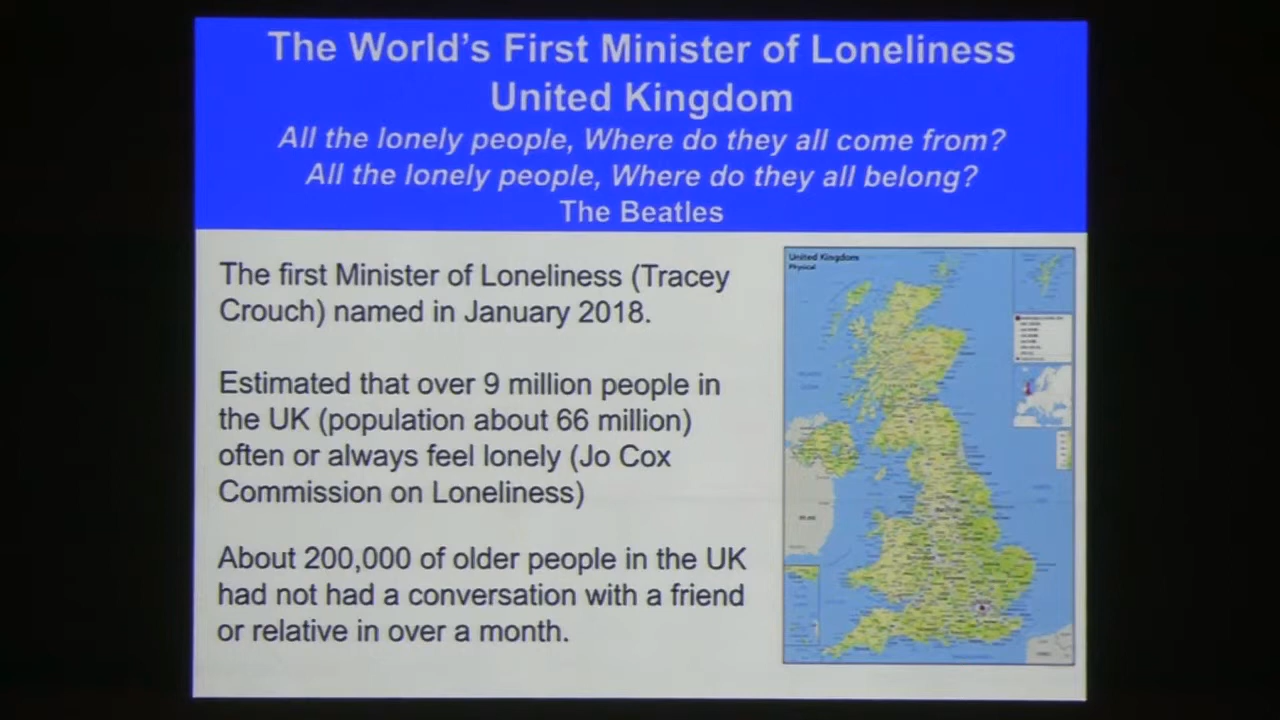 The World's First Minister of Loneliness
United Kingdom
All the lonely people, Where do they all come from?
All the lonely people, Where do they all belong?
The Beatles
The first Minister of Loneliness (Tracey
Crouch) named in January 2018.
Estimated that over 9 million people in
the UK (population about 66 million)
often or always feel lonely (Jo Cox
Commission on Loneliness)
About 200,000 of older people in the UK
had not had a conversation with a friend
or relative in over a month.
United Kingdom
Physical